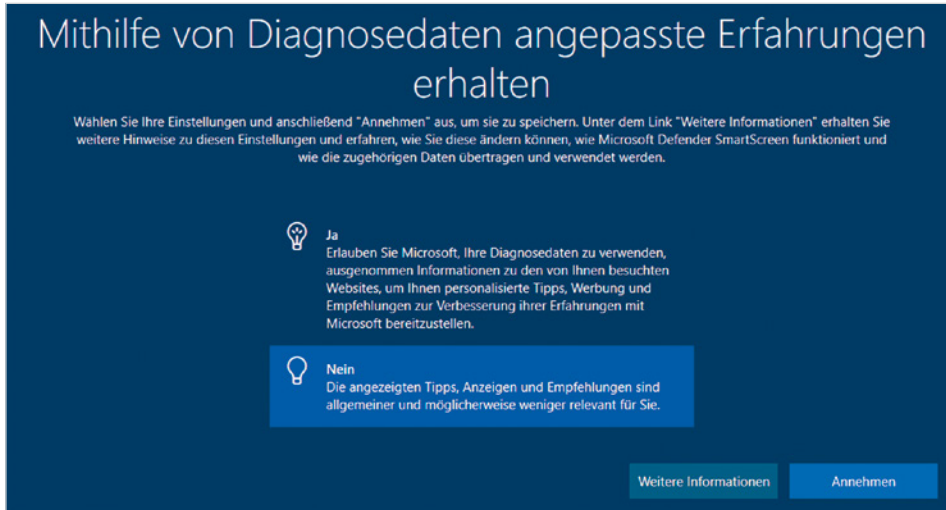 Mithilfe von Diagnosedaten angepasste Erfahrungen
erhalten
Wählen Sie Ihre Einstellungen und anschließend "Annehmen" aus, um sie zu speichern. Unter dem Link "Weitere Informationen" erhalten Sie
weitere Hinweise zu diesen Einstellungen und erfahren, wie Sie diese ändern können, wie Microsoft Defender SmartScreen funktioniert und
wie die zugehörigen Daten übertragen und verwendet werden.
Ja
Erlauben Sie Microsoft, Ihre Diagnosedaten zu verwenden,
ausgenommen Informationen zu den von Ihnen besuchten
Websites, um Ihnen personalisierte Tipps, Werbung und
Empfehlungen zur Verbesserung ihrer Erfahrungen mit
Microsoft bereitzustellen.
Nein
Die angezeigten Tipps, Anzeigen und Empfehlungen sind
allgemeiner und möglicherweise weniger relevant für Sie.
Weitere Informationen
Annehmen